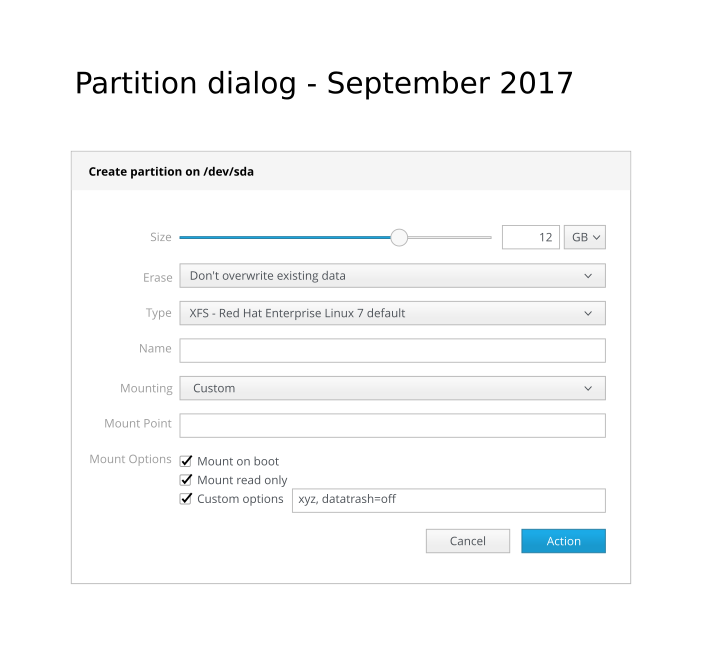 Partition dialog - September 2017
Create partition on /dev/sda
Size 12 GB
Erase Don't overwrite existing data
Type XFS - Red Hat Enterprise Linux 7 default
Name
Mounting Custom
Mount Point
Mount Options Mount on boot
Mount read only
Custom options xyz, datatrash=off
Cancel Action